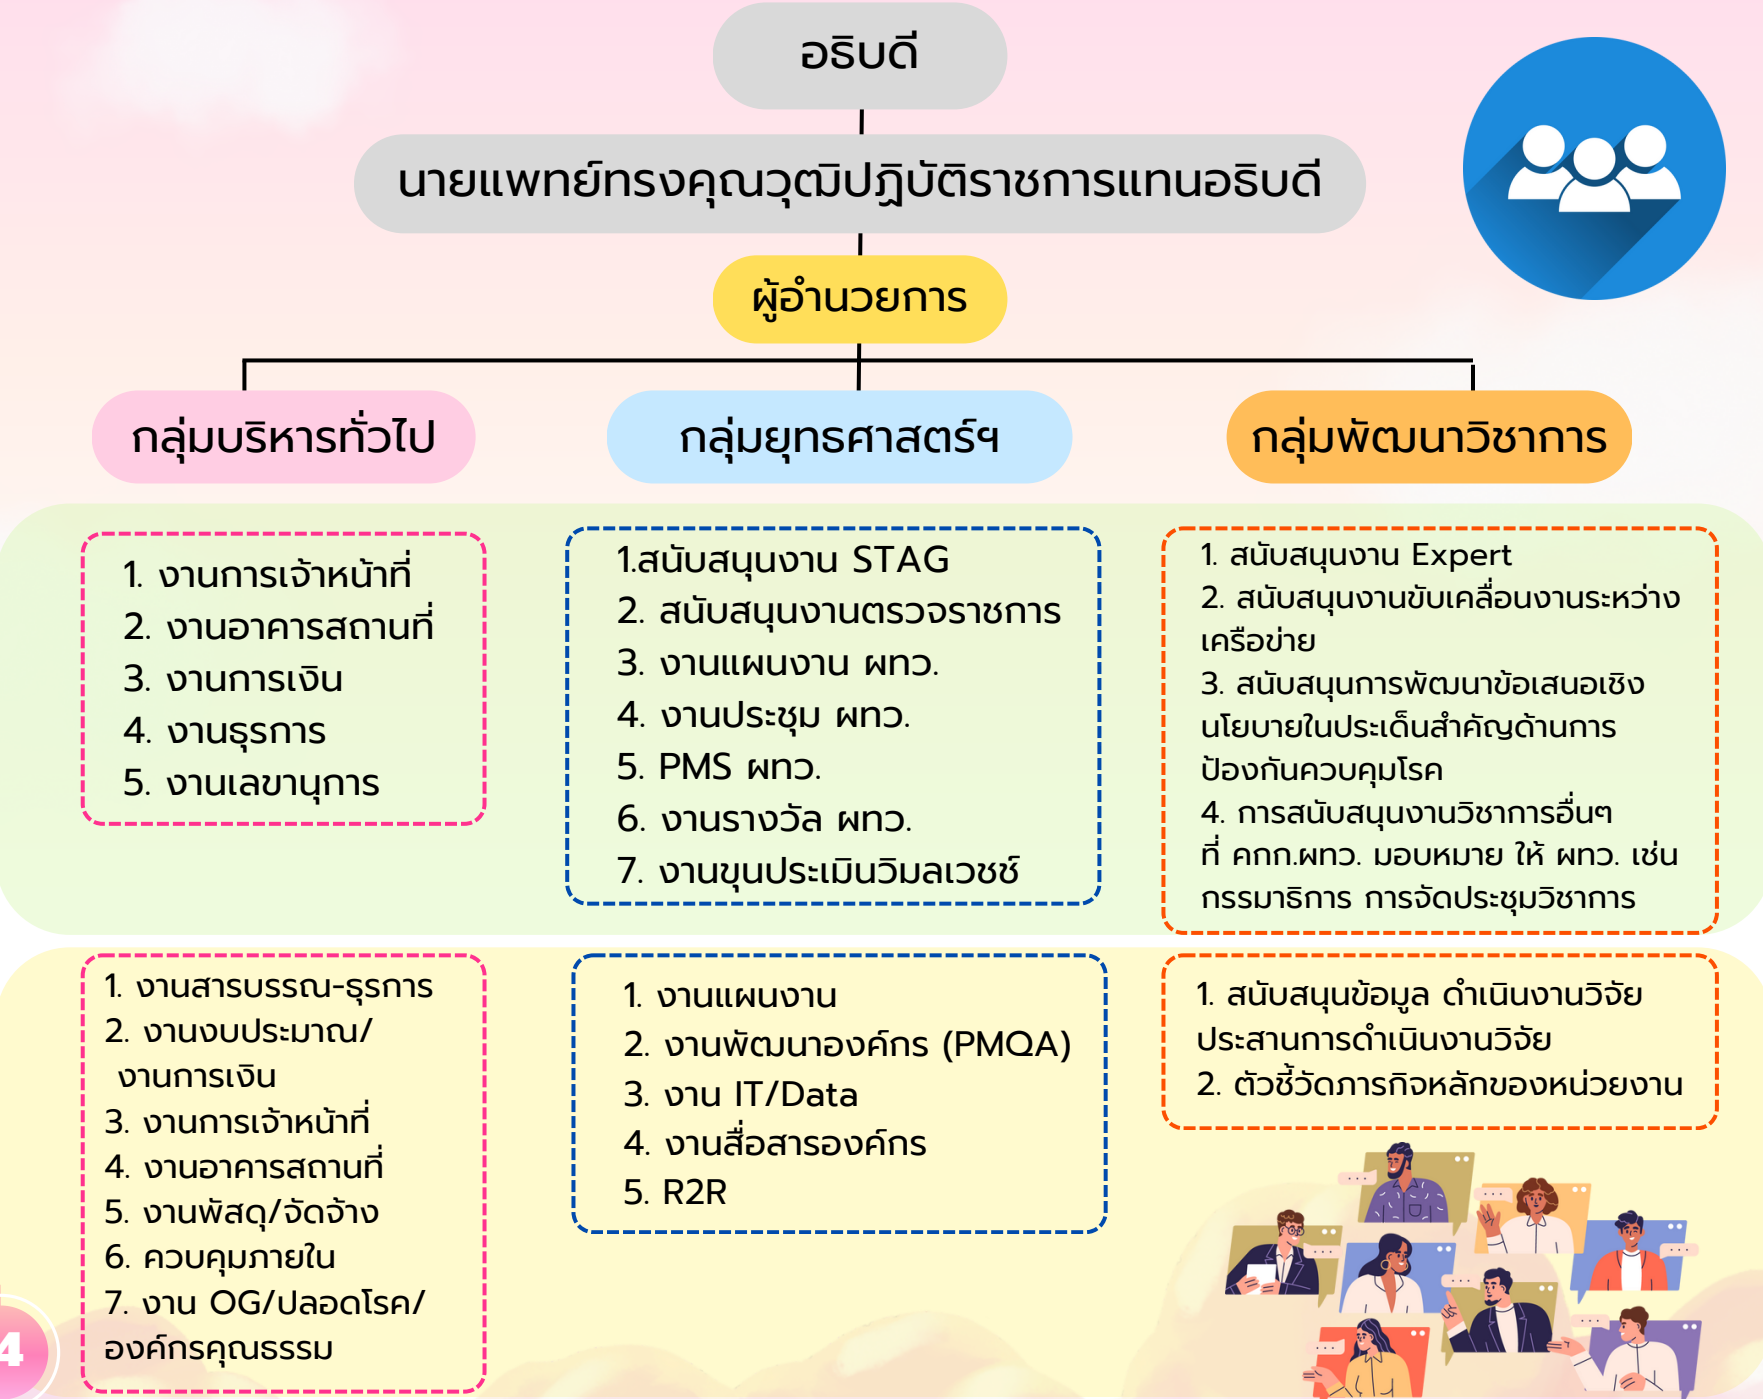 อธิบดี
นายแพทย์ทรงคุณวุฒิปฏิบัติราชการแทนอธิบดี
ผู้อำนวยการ
กลุ่มบริหารทั่วไป
กลุ่มยุทธศาสตร์ฯ
กลุ่มพัฒนาวิชาการ
1. งานการเจ้าหน้าที่
2. งานอาคารสถานที่
3. งานการเงิน
4. งานธุรการ
5. งานเลขานุการ
1.สนับสนุนงาน STAG
2. สนับสนุนงานตรวจราชการ
3. งานแผนงาน ผทว.
4. งานประชุม ผทว.
5. PMS ผทว.
6. งานรางวัล ผทว.
7. งานขุนประเมินวิมลเวชช์
1. สนับสนุนงาน Expert
2. สนับสนุนงานขับเคลื่อนงานระหว่าง
เครือข่าย
3. สนับสนุนการพัฒนาข้อเสนอเชิง
นโยบายในประเด็นสำคัญด้านการ
ป้องกันควบคุมโรค
4. การสนับสนุนงานวิชาการอื่นๆ
ที่ คกก.ผทว. มอบหมาย ให้ ผทว. เช่น
กรรมาธิการ การจัดประชุมวิชาการ
1. งานสารบรรณ-ธุรการ
2. งานงบประมาณ/
งานการเงิน
3. งานการเจ้าหน้าที่
4. งานอาคารสถานที่
5. งานพัสดุ/จัดจ้าง
6. ควบคุมภายใน
7. งาน OG/ปลอดโรค/
องค์กรคุณธรรม
1. งานแผนงาน
2. งานพัฒนาองค์กร (PMQA)
3. งาน IT/Data
4. งานสื่อสารองค์กร
5. R2R
1. สนับสนุนข้อมูล ดำเนินงานวิจัย
ประสานการดำเนินงานวิจัย
2. ตัวชี้วัดภารกิจหลักของหน่วยงาน
4